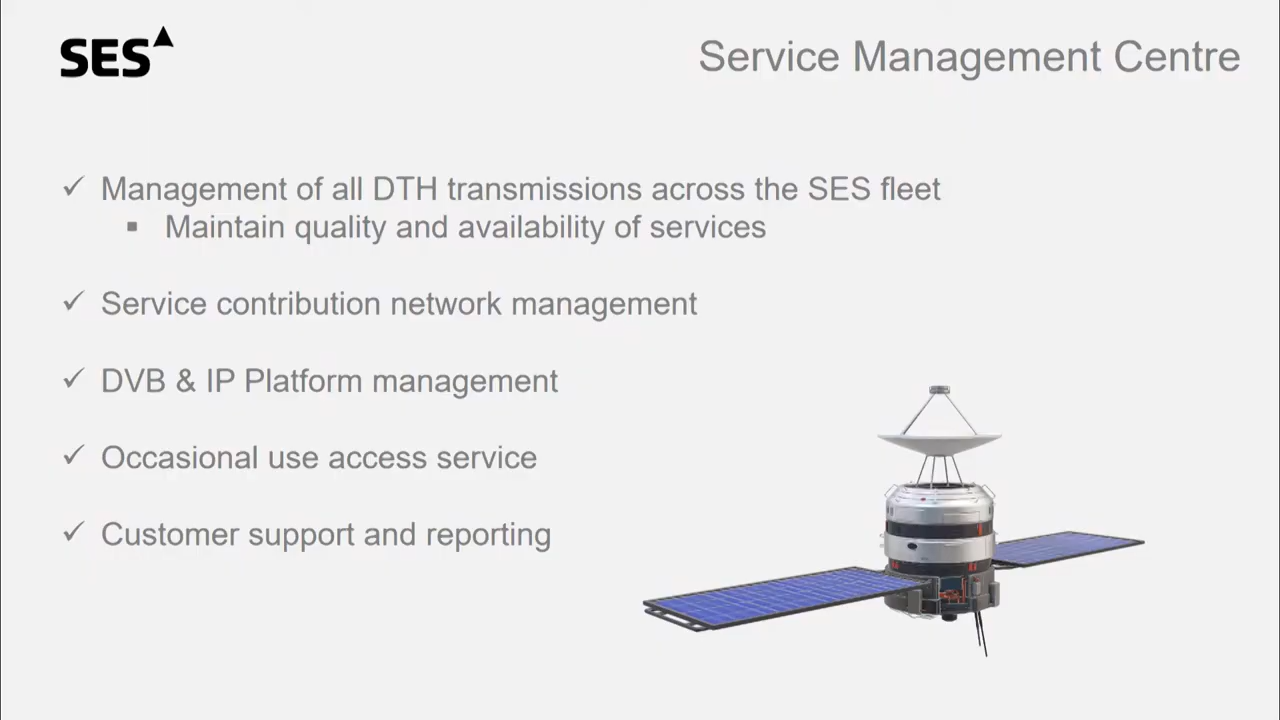 SES
Service Management Centre
✓ Management of all DTH transmissions across the SES fleet
▪ Maintain quality and availability of services
✓ Service contribution network management
✓ DVB & IP Platform management
✓ Occasional use access service
✓ Customer support and reporting